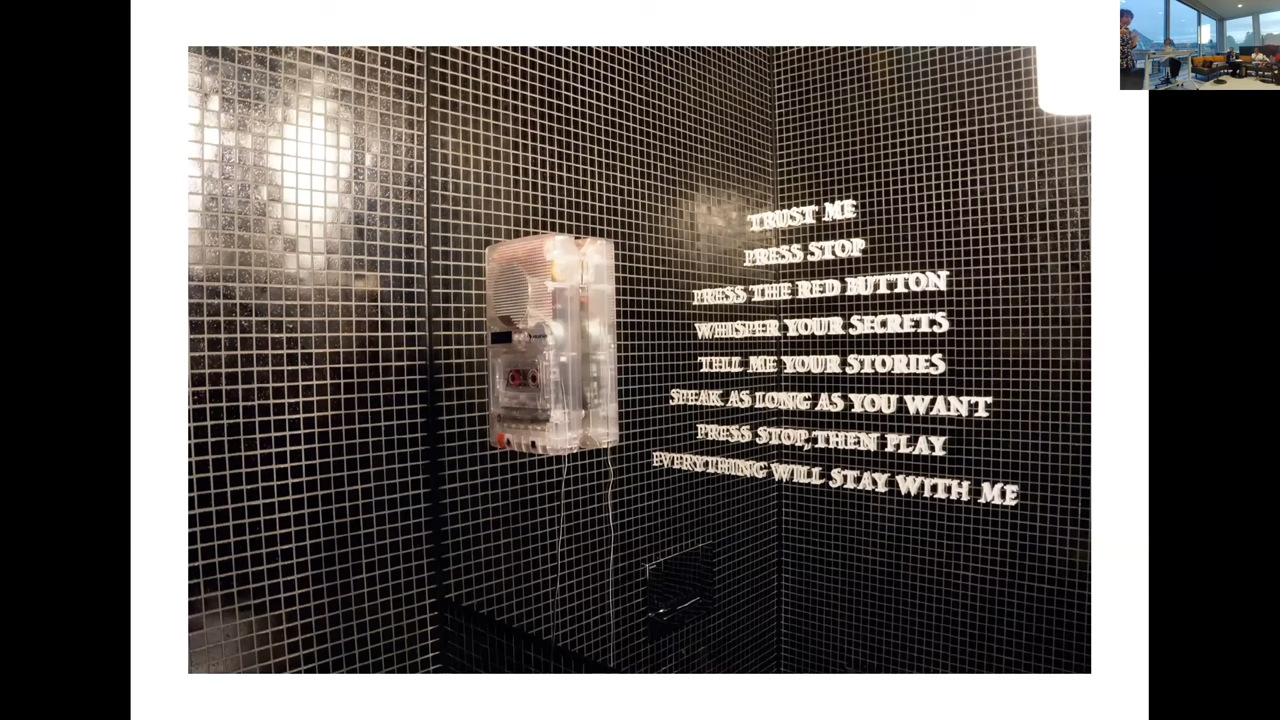 TRUST ME
PRESS STOP
PRESS THE RED BUTTON
WHISPER YOUR SECRETS
TELL ME YOUR STORIES
SPEAK AS LONG AS YOU WANT
PRESS STOP, THEN PLAY
EVERYTHING WILL STAY WITH ME